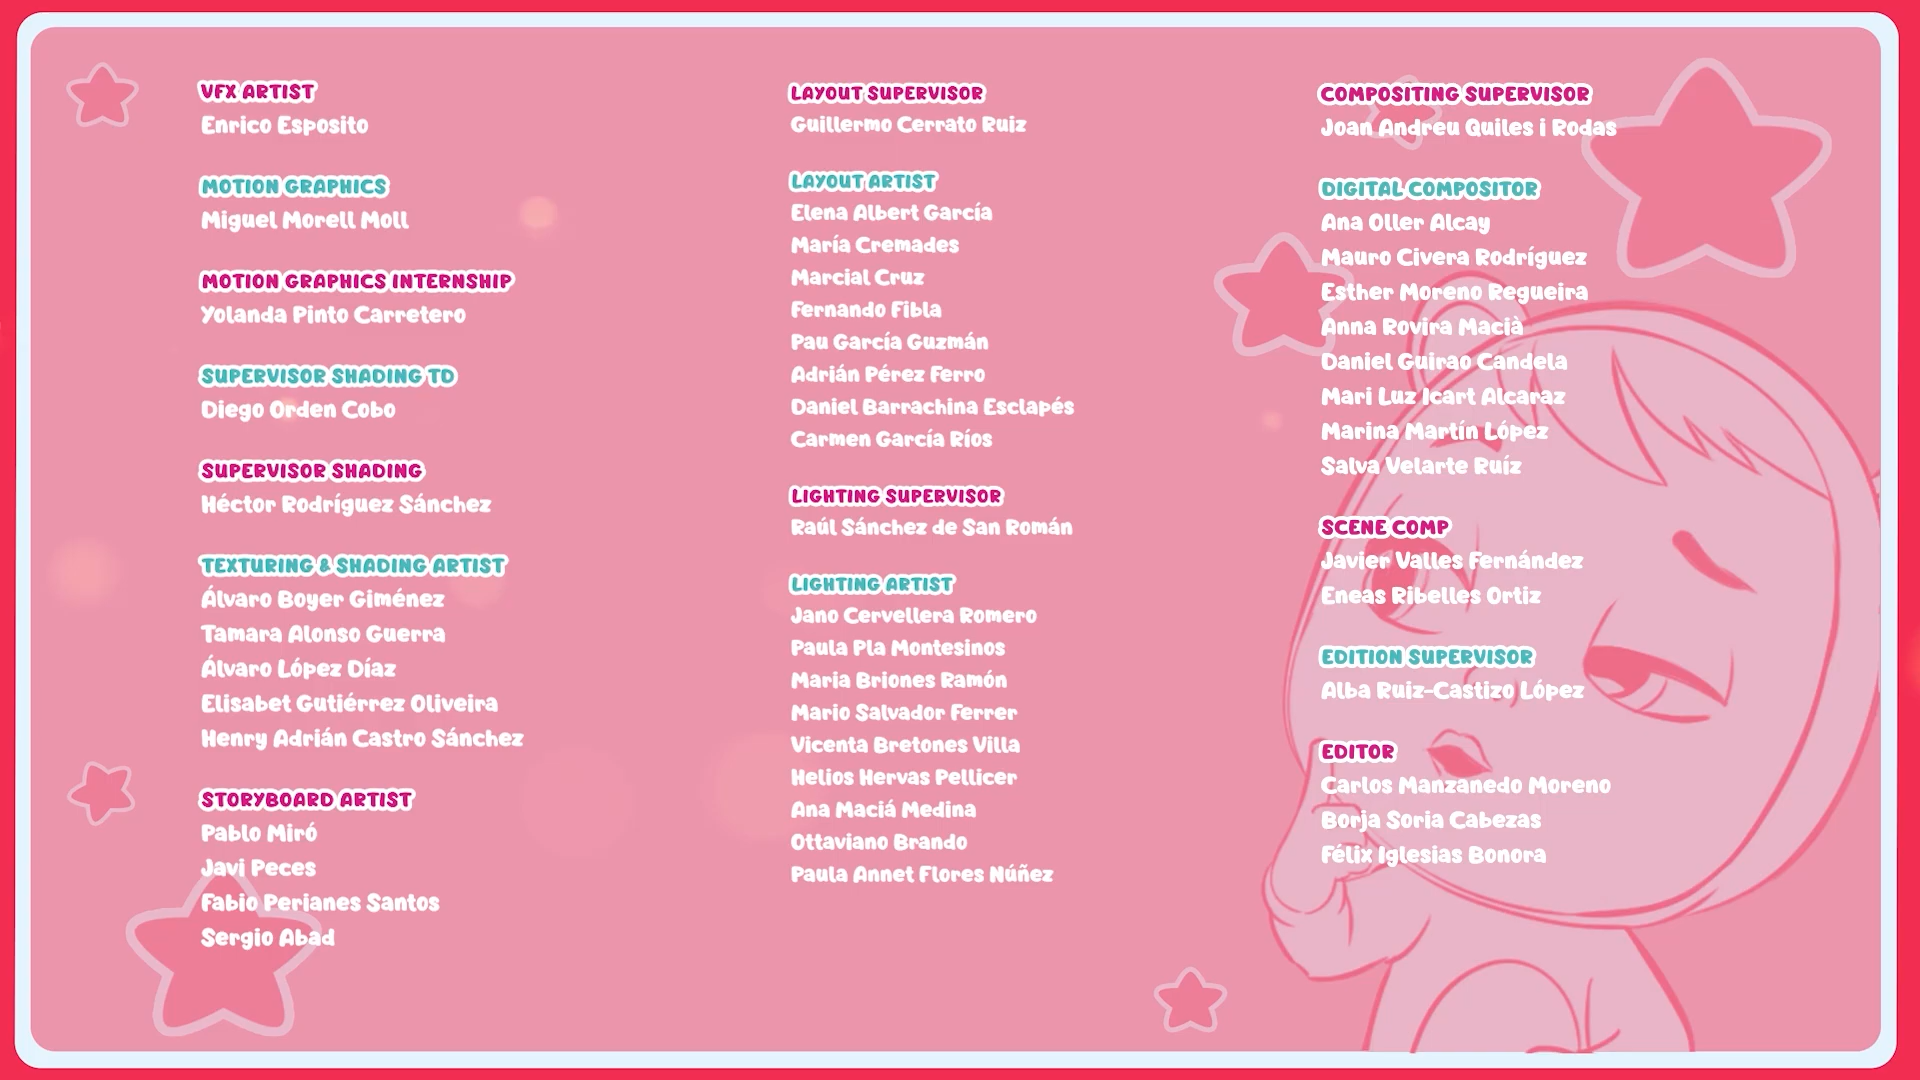 VFX ARTIST
Enrico Esposito
MOTION GRAPHICS
Miguel Morell Moll
MOTION GRAPHICS INTERNSHIP
Yolanda Pinto Carretero
SUPERVISOR SHADING TD
Diego Orden Cobo
SUPERVISOR SHADING
Héctor Rodríguez Sánchez
TEXTURING & SHADING ARTIST
Álvaro Boyer Giménez
Tamara Alonso Guerra
Álvaro López Díaz
Elisabet Gutiérrez Oliveira
Henry Adrián Castro Sánchez
STORYBOARD ARTIST
Pablo Miró
Javi Peces
Fabio Perianes Santos
Sergio Abad
LAYOUT SUPERVISOR
Guillermo Cerrato Ruiz
LAYOUT ARTIST
Elena Albert García
María Cremades
Marcial Cruz
Fernando Fibla
Pau García Guzmán
Adrián Pérez Ferro
Daniel Barrachina Esclapés
Carmen García Ríos
LIGHTING SUPERVISOR
Raúl Sánchez de San Román
LIGHTING ARTIST
Jano Cervellera Romero
Paula Pla Montesinos
Maria Briones Ramón
Mario Salvador Ferrer
Vicenta Bretones Villa
Helios Hervas Pellicer
Ana Maciá Medina
Ottaviano Brando
Paula Annet Flores Núñez
COMPOSITING SUPERVISOR
Joan Andreu Quiles i Rodas
DIGITAL COMPOSITOR
Ana Oller Alcay
Mauro Civera Rodríguez
Esther Moreno Regueira
Anna Rovira Macià
Daniel Guirao Candela
Mari Luz Icart Alcaraz
Marina Martín López
Salva Velarte Ruíz
SCENE COMP
Javier Valles Fernández
Eneas Ribelles Ortiz
EDITION SUPERVISOR
Alba Ruiz-Castizo López
EDITOR
Carlos Manzanedo Moreno
Borja Soria Cabezas
Félix Iglesias Bonora